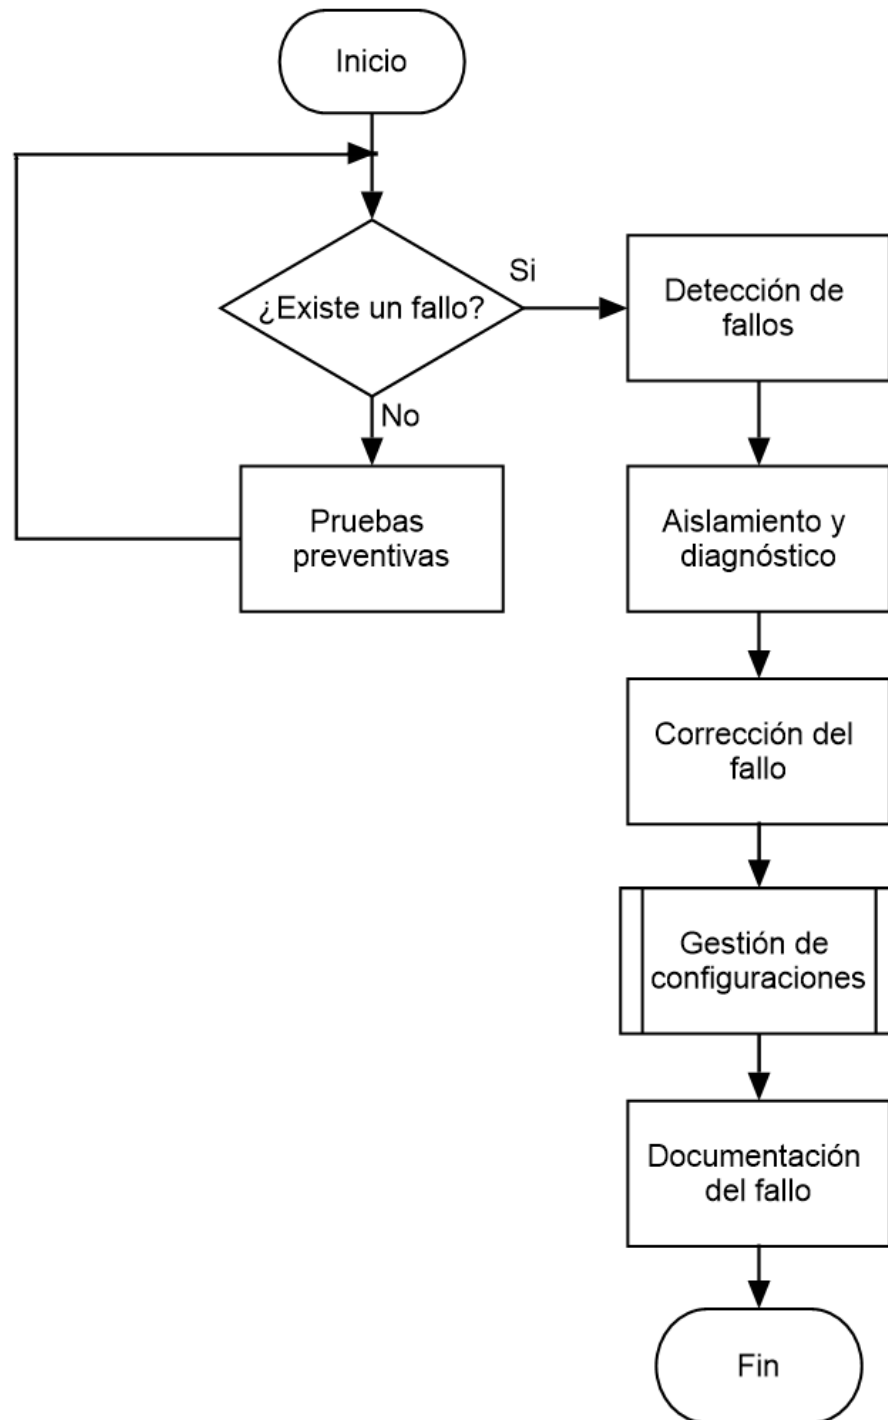 Inicio
¿Existe un fallo?
Si
No
Pruebas
preventivas
Detección de
fallos
Aislamiento y
diagnóstico
Corrección del
fallo
Gestión de
configuraciones
Documentación
del fallo
Fin